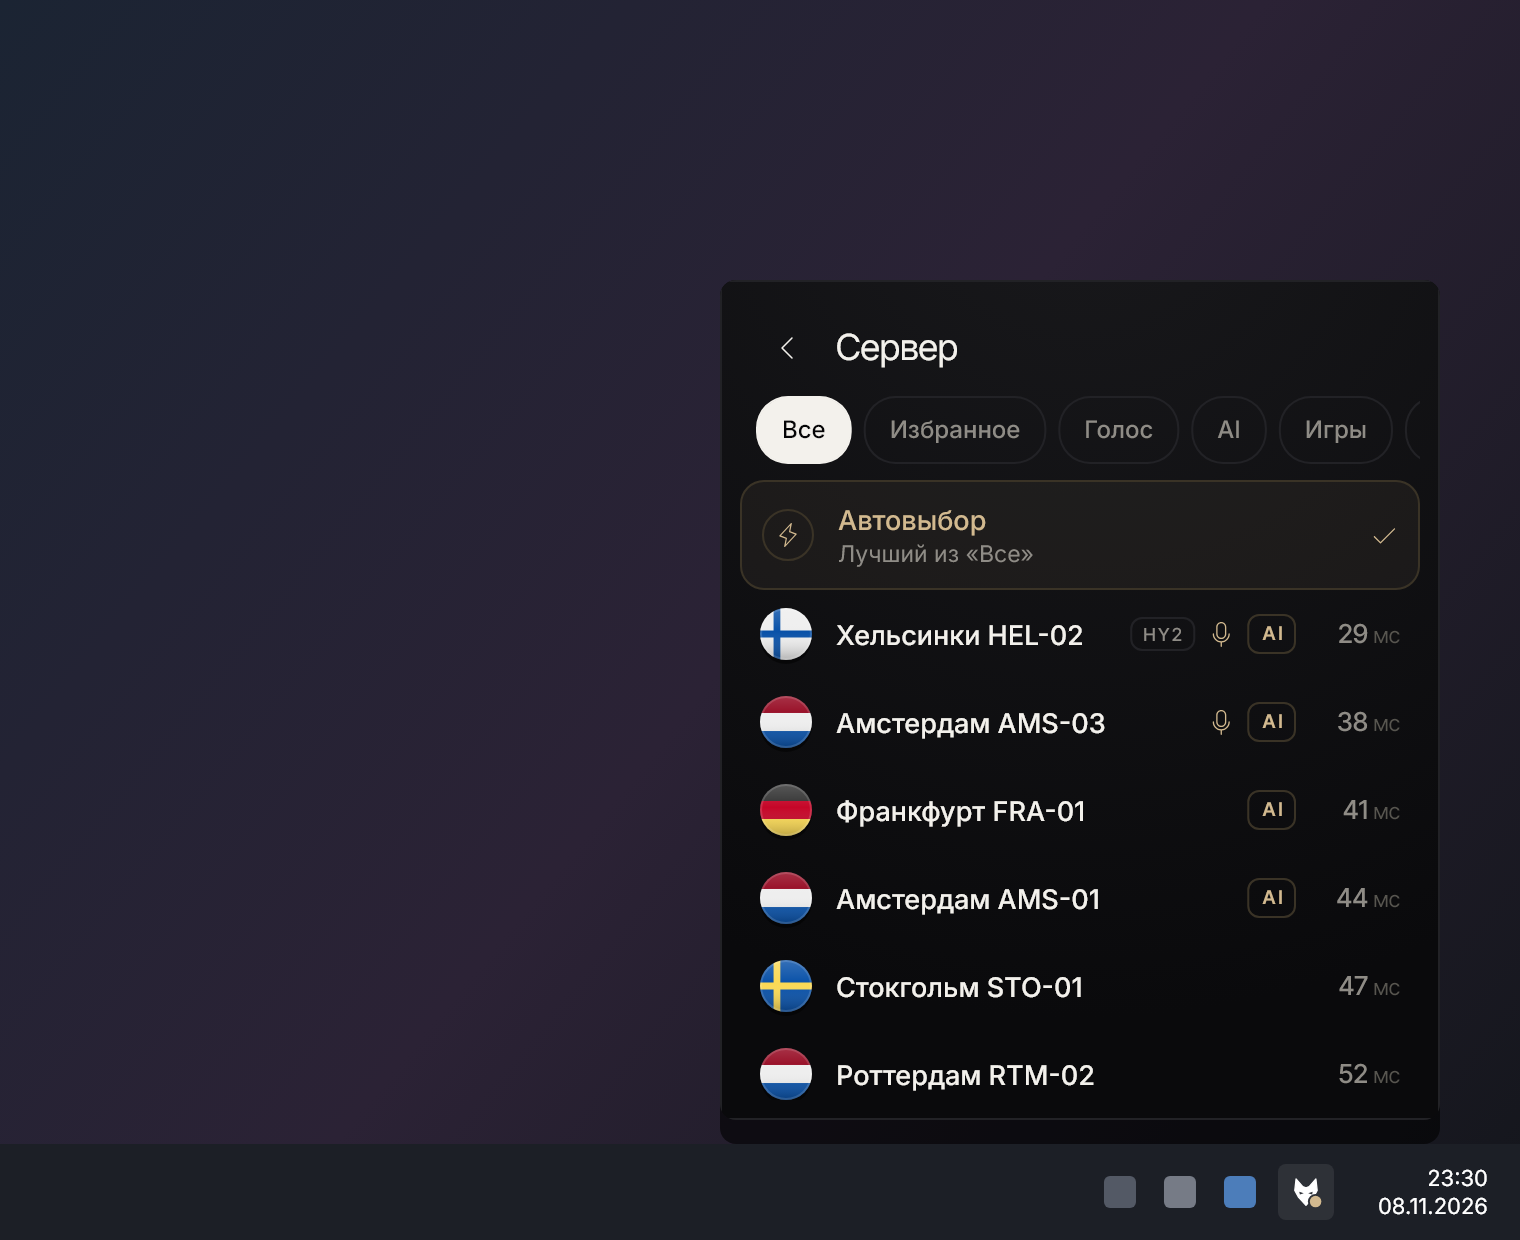 Сервер
Все Избранное Голос AI Игры
Автовыбор
Лучший из «Все»
Хельсинки HEL-02 HY2 AI 29 мс
Амстердам AMS-03 AI 38 мс
Франкфурт FRA-01 AI 41 мс
Амстердам AMS-01 AI 44 мс
Стокгольм STO-01 47 мс
Роттердам RTM-02 52 мс
23:30
08.11.2026